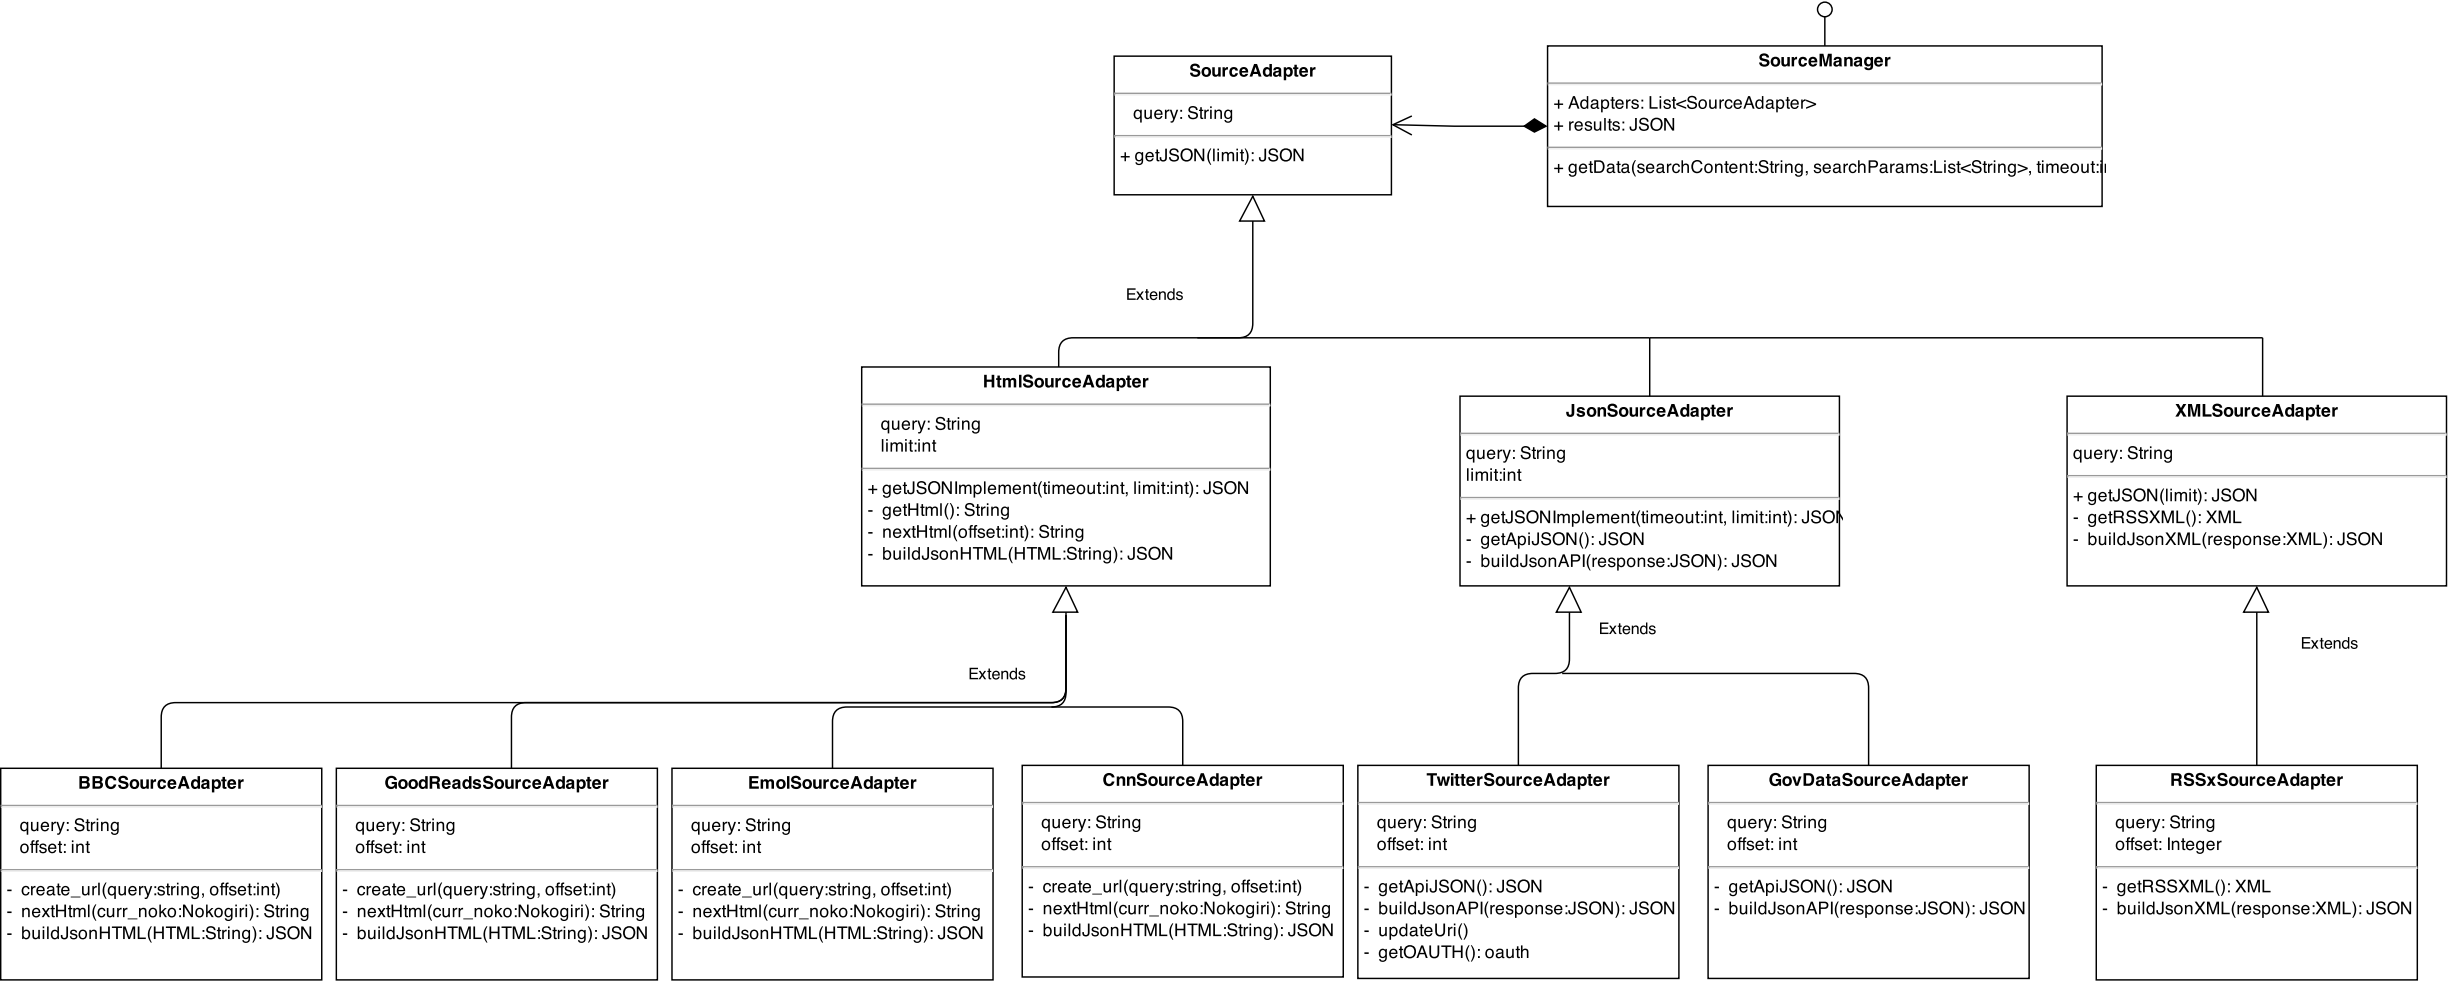 SourceAdapter
query: String
+ getJSON(limit): JSON
SourceManager
+ Adapters: List<SourceAdapter>
+ results: JSON
+ getData(searchContent:String, searchParams:List<String>, timeout:i
Extends
HtmlSourceAdapter
query: String
limit:int
+ getJSONImplement(timeout:int, limit:int): JSON
- getHtml(): String
- nextHtml(offset:int): String
- buildJsonHTML(HTML:String): JSON
JsonSourceAdapter
query: String
limit:int
+ getJSONImplement(timeout:int, limit:int): JSON
- getApiJSON(): JSON
- buildJsonAPI(response:JSON): JSON
XMLSourceAdapter
query: String
+ getJSON(limit): JSON
- getRSSXML(): XML
- buildJsonXML(response:XML): JSON
Extends
Extends
Extends
BBCSourceAdapter
query: String
offset: int
- create_url(query:string, offset:int)
- nextHtml(curr_noko:Nokogiri): String
- buildJsonHTML(HTML:String): JSON
GoodReadsSourceAdapter
query: String
offset: int
- create_url(query:string, offset:int)
- nextHtml(curr_noko:Nokogiri): String
- buildJsonHTML(HTML:String): JSON
EmolSourceAdapter
query: String
offset: int
- create_url(query:string, offset:int)
- nextHtml(curr_noko:Nokogiri): String
- buildJsonHTML(HTML:String): JSON
CnnSourceAdapter
query: String
offset: int
- create_url(query:string, offset:int)
- nextHtml(curr_noko:Nokogiri): String
- buildJsonHTML(HTML:String): JSON
TwitterSourceAdapter
query: String
offset: int
- getApiJSON(): JSON
- buildJsonAPI(response:JSON): JSON
- updateUri()
- getOAUTH(): oauth
GovDataSourceAdapter
query: String
offset: int
- getApiJSON(): JSON
- buildJsonAPI(response:JSON): JSON
RSSxSourceAdapter
query: String
offset: Integer
- getRSSXML(): XML
- buildJsonXML(response:XML): JSON